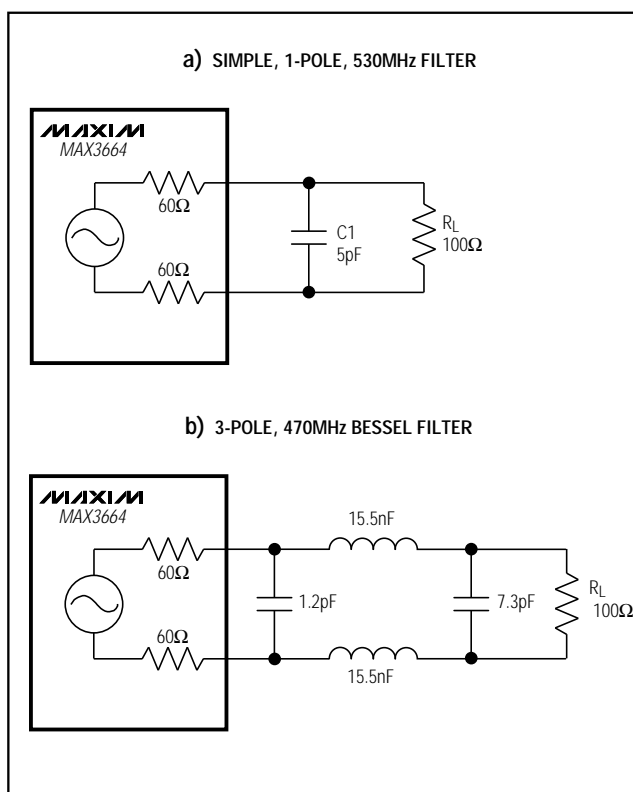 a) SIMPLE, 1-POLE, 530MHz FILTER
MAXIM
MAX3664
60Ω
60Ω
C1
5pF
RL
100Ω
b) 3-POLE, 470MHz BESSEL FILTER
MAXIM
MAX3664
60Ω
60Ω
15.5nF
1.2pF
7.3pF
15.5nF
RL
100Ω